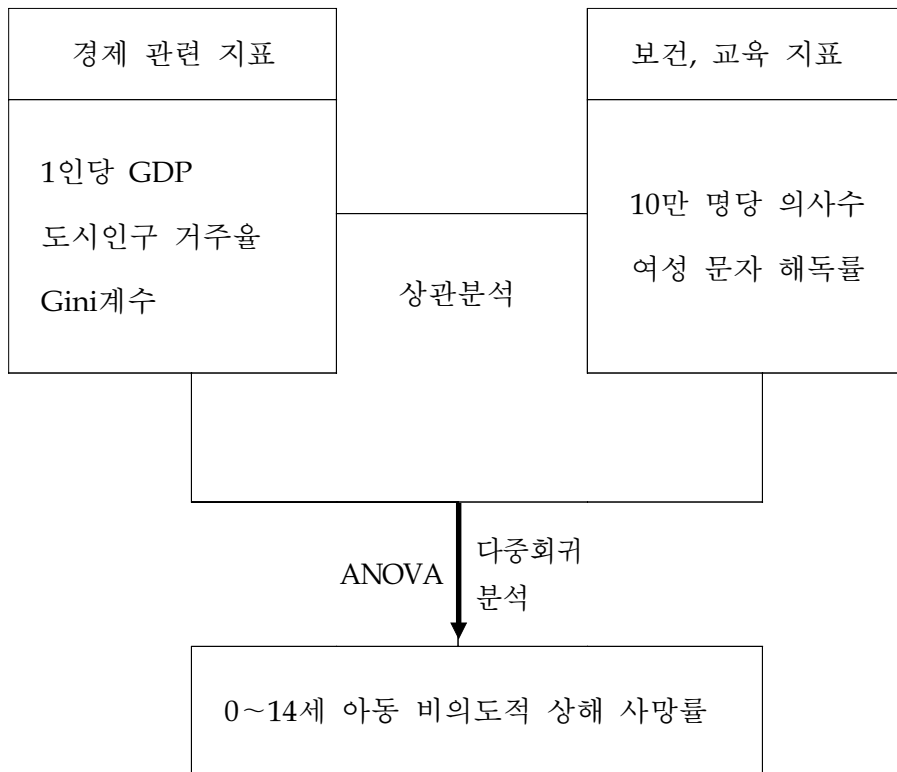 경제 관련 지표
1인당 GDP
도시인구 거주율
Gini계수
보건, 교육 지표
10만 명당 의사수
여성 문자 해독률
상관분석
ANOVA
다중회귀
분석
0~14세 아동 비의도적 상해 사망률